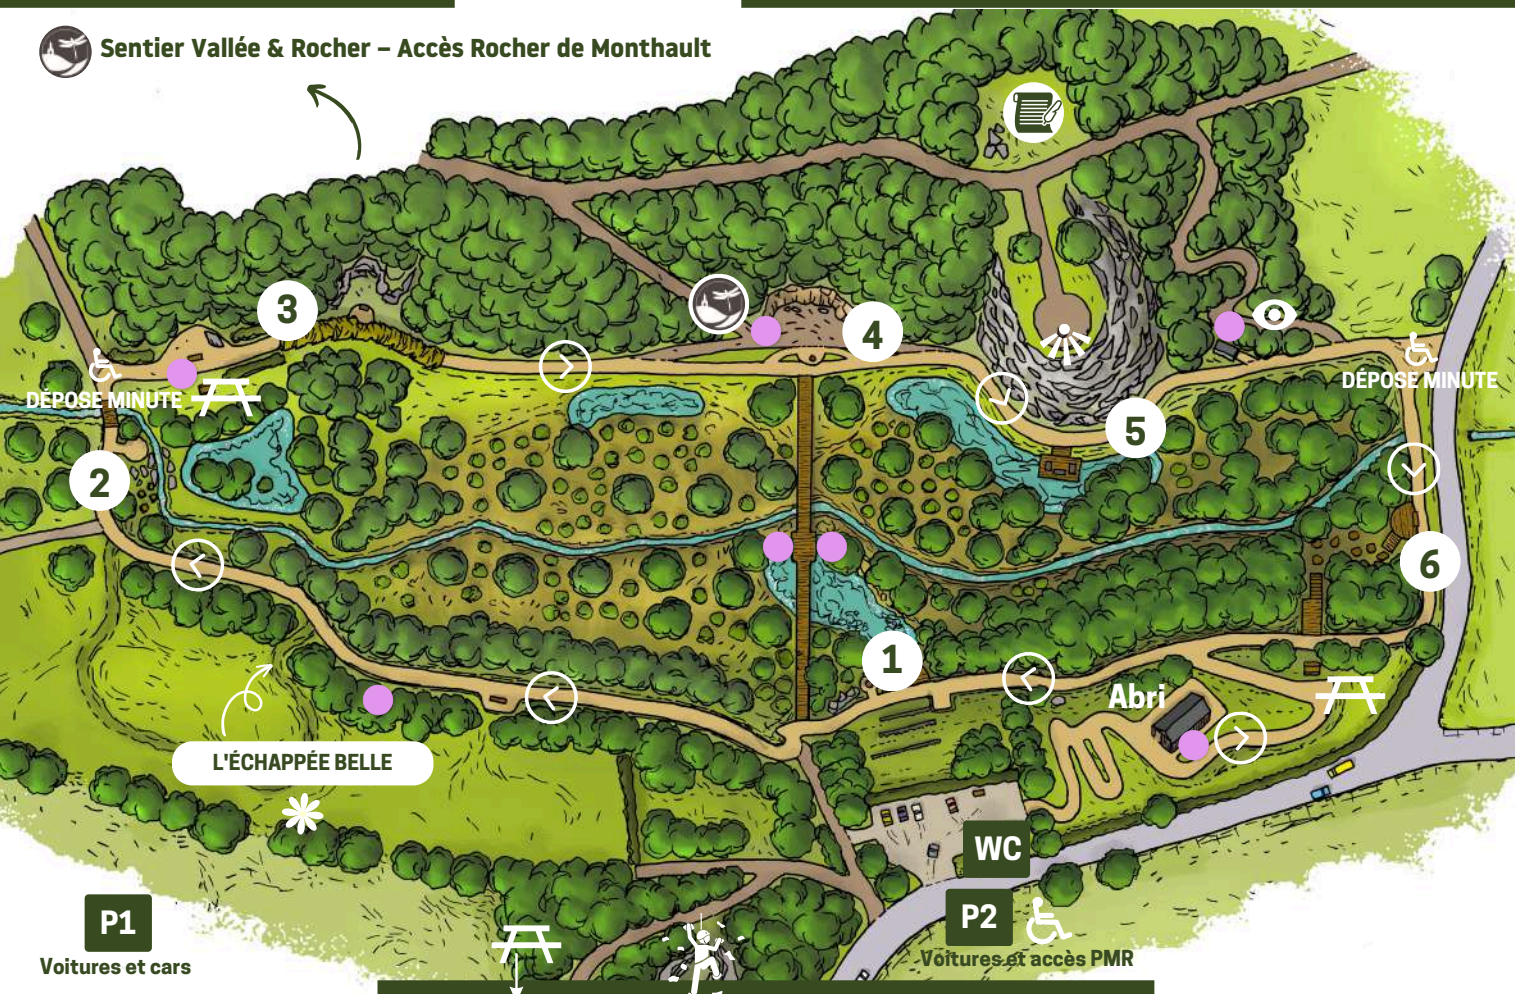 Sentier Vallée & Rocher – Accès Rocher de Monthault
3
4
DÉPOSE MINUTE
DÉPOSE MINUTE
5
2
6
1
Abri
L'ÉCHAPPÉE BELLE
WC
P1
Voitures et cars
P2
Voitures et accès PMR